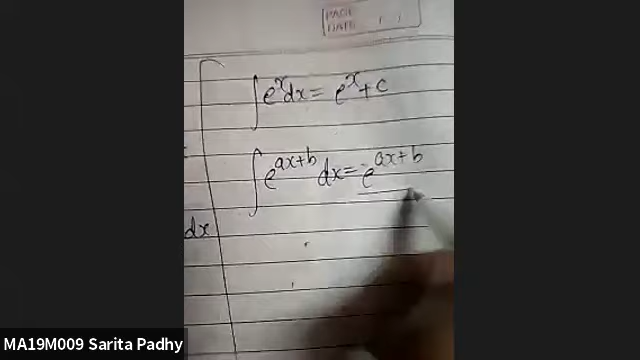 PAGE
DATE
∫e^x dx = e^x + c
∫e^{ax+b} dx = e^{ax+b}
dx
MA19M009 Sarita Padhy